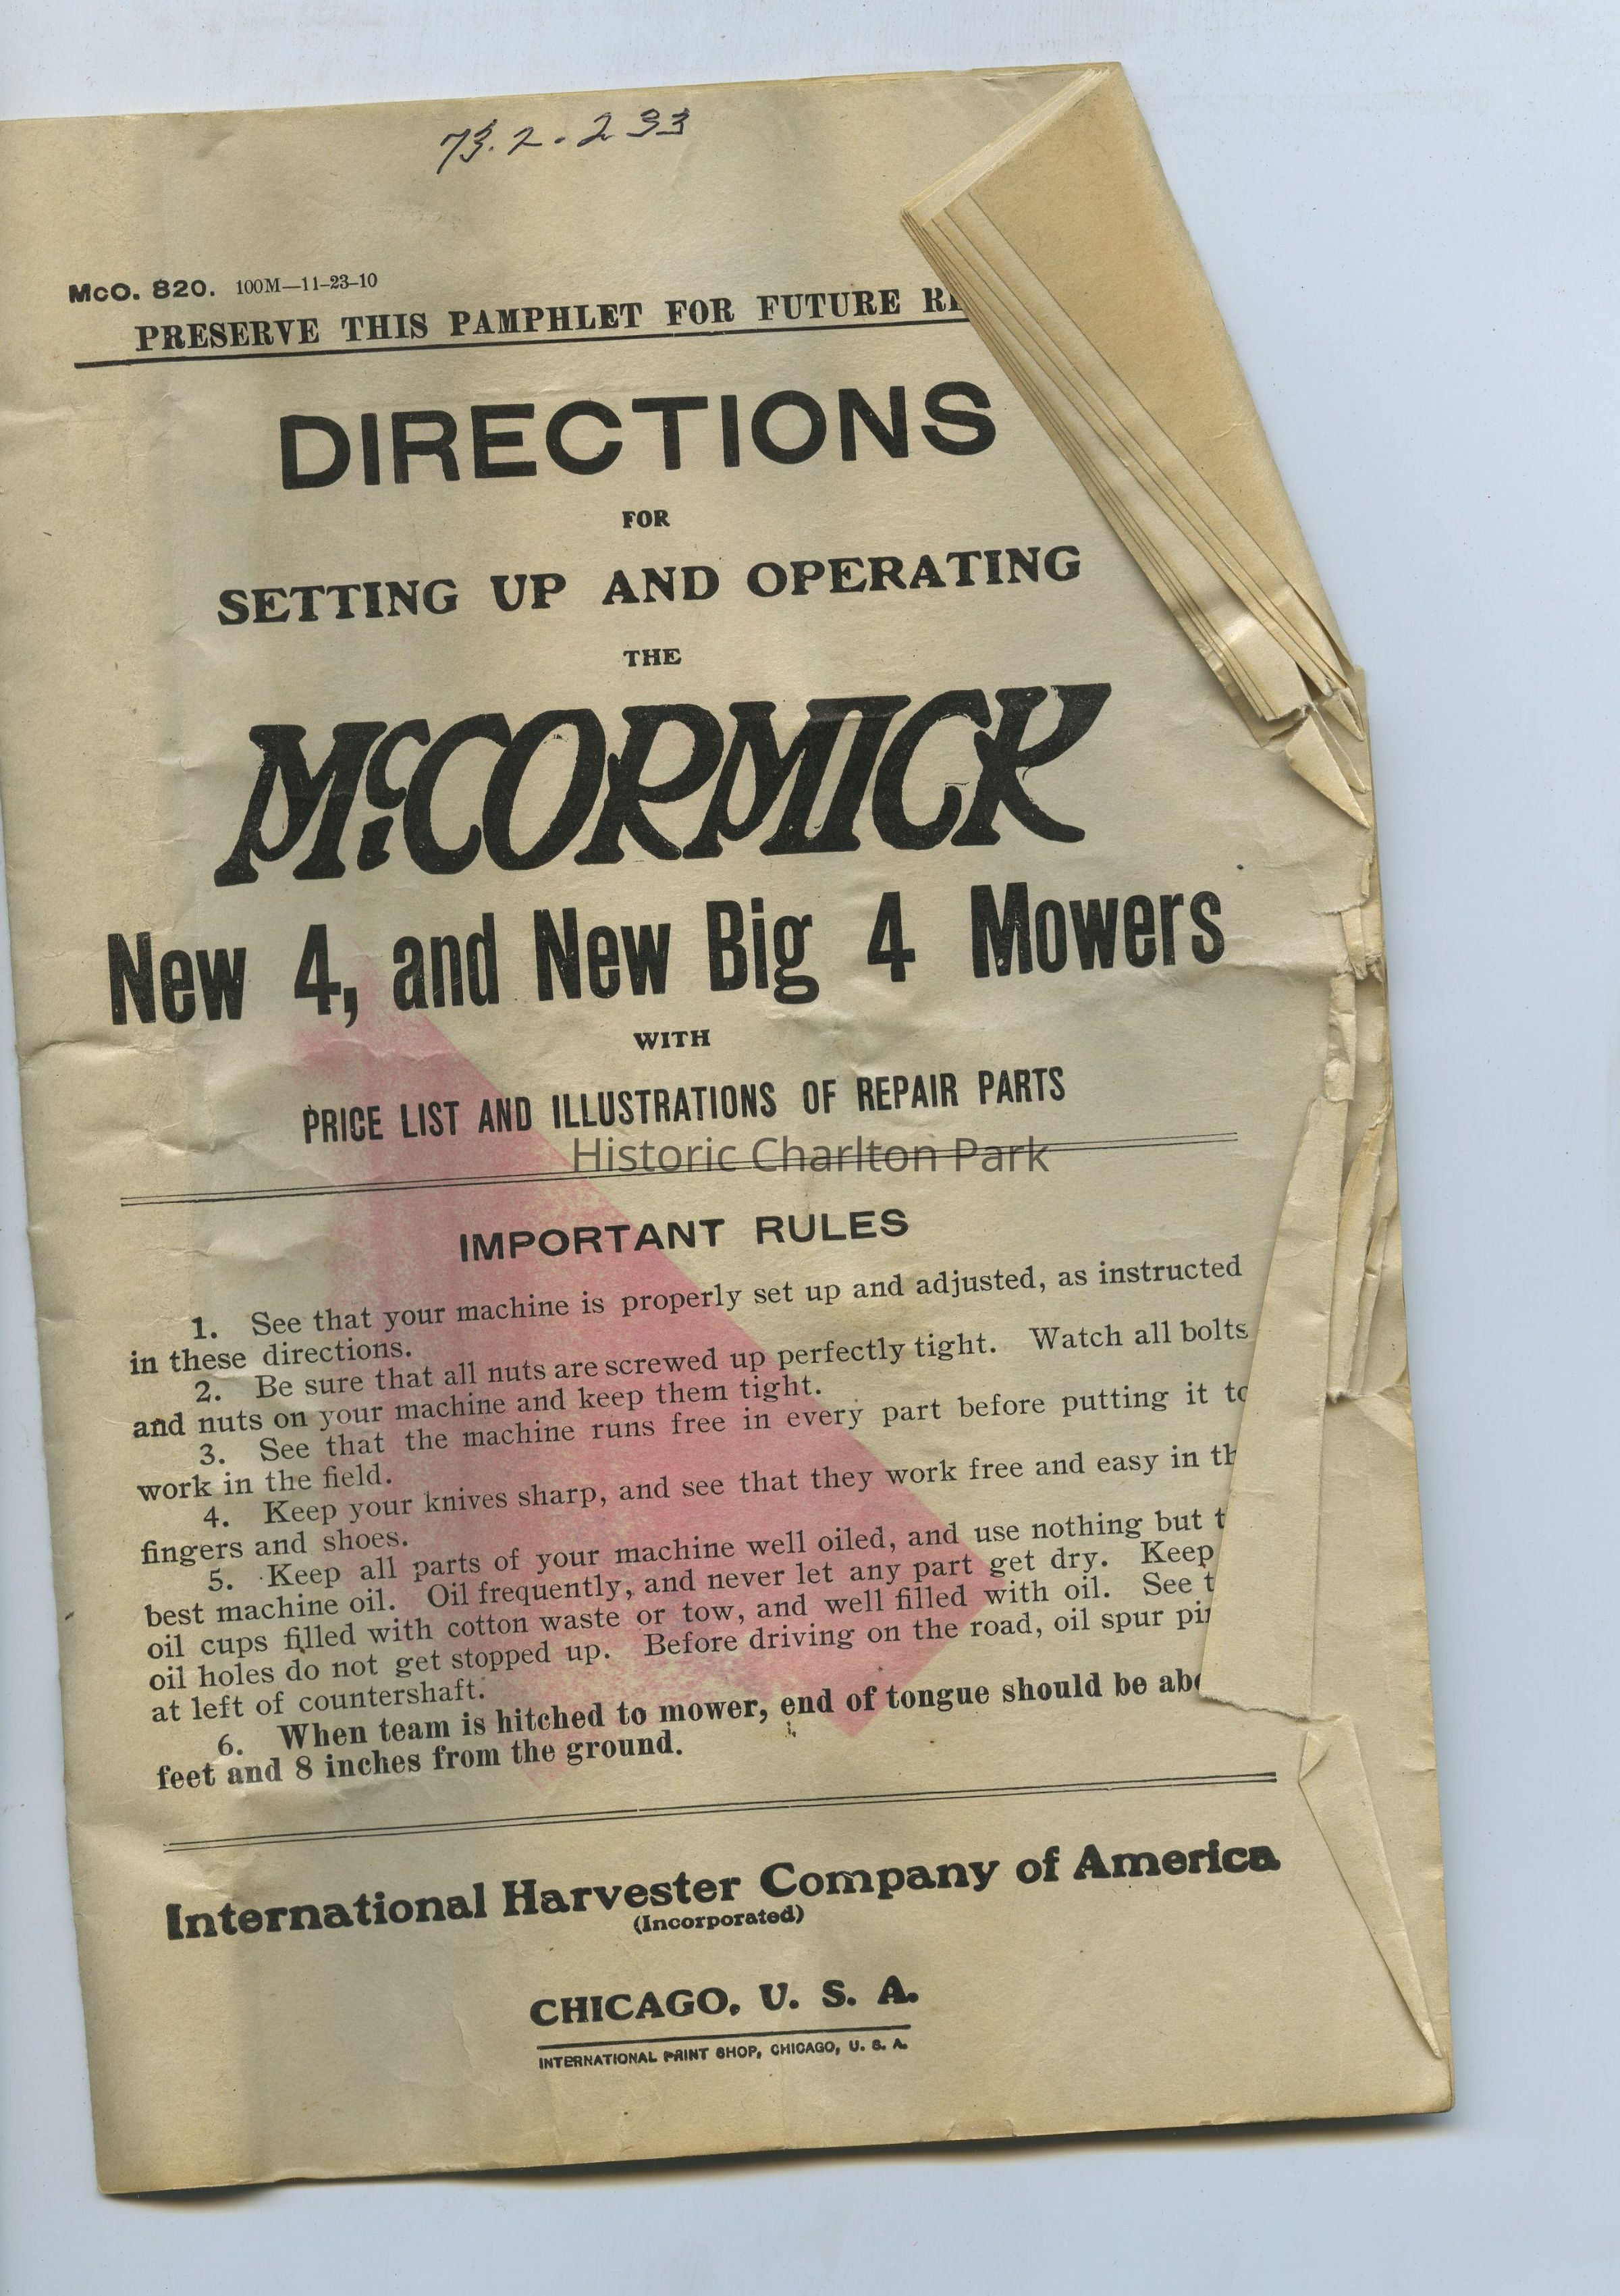 73.2.233
McO. 820. 100M—11-23-10
PRESERVE THIS PAMPHLET FOR FUTURE
DIRECTIONS
FOR
SETTING UP AND OPERATING
THE
McCORMICK
New 4, and New Big 4 Mowers
WITH
PRICE LIST AND ILLUSTRATIONS OF REPAIR PARTS
Historic Charlton Park
IMPORTANT RULES
1. See that your machine is properly set up and adjusted, as instructed
in these directions.
2. Be sure that all nuts are screwed up perfectly tight. Watch all bolts
and nuts on your machine and keep them tight.
3. See that the machine runs free in every part before putting it to
work in the field.
4. Keep your knives sharp, and see that they work free and easy in
fingers and shoes.
5. Keep all parts of your machine well oiled, and use nothing but
best machine oil. Oil frequently, and never let any part get dry. Keep
oil cups filled with cotton waste or tow, and well filled with oil. See
oil holes do not get stopped up. Before driving on the road, oil spur
at left of countershaft.
6. When team is hitched to mower, end of tongue should be
feet and 8 inches from the ground.
International Harvester Company of America
(Incorporated)
CHICAGO, U. S. A.
INTERNATIONAL PRINT SHOP, CHICAGO, U. S. A.